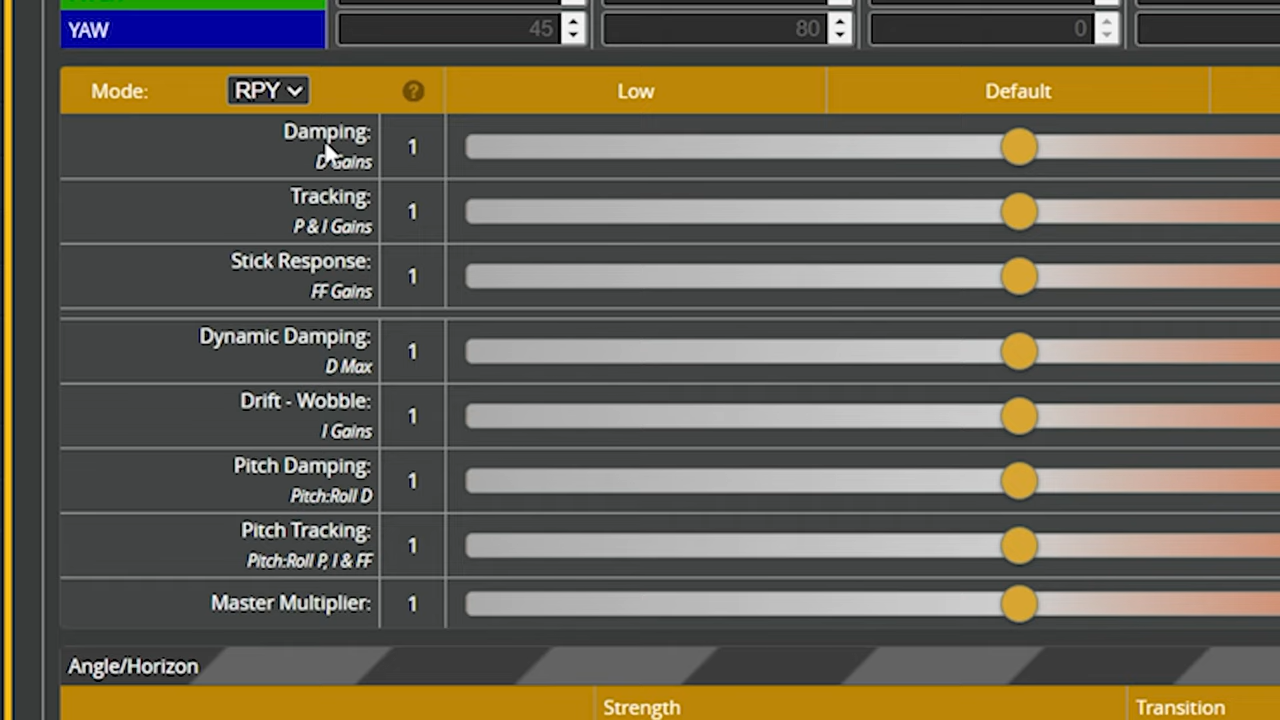 YAW 45 80 0
Mode: RPY ? Low Default
Damping:
D Gains
1
Tracking:
P & I Gains
1
Stick Response:
FF Gains
1
Dynamic Damping:
D Max
1
Drift - Wobble:
I Gains
1
Pitch Damping:
Pitch:Roll D
1
Pitch Tracking:
Pitch:Roll P, I & FF
1
Master Multiplier: 1
Angle/Horizon
Strength Transition